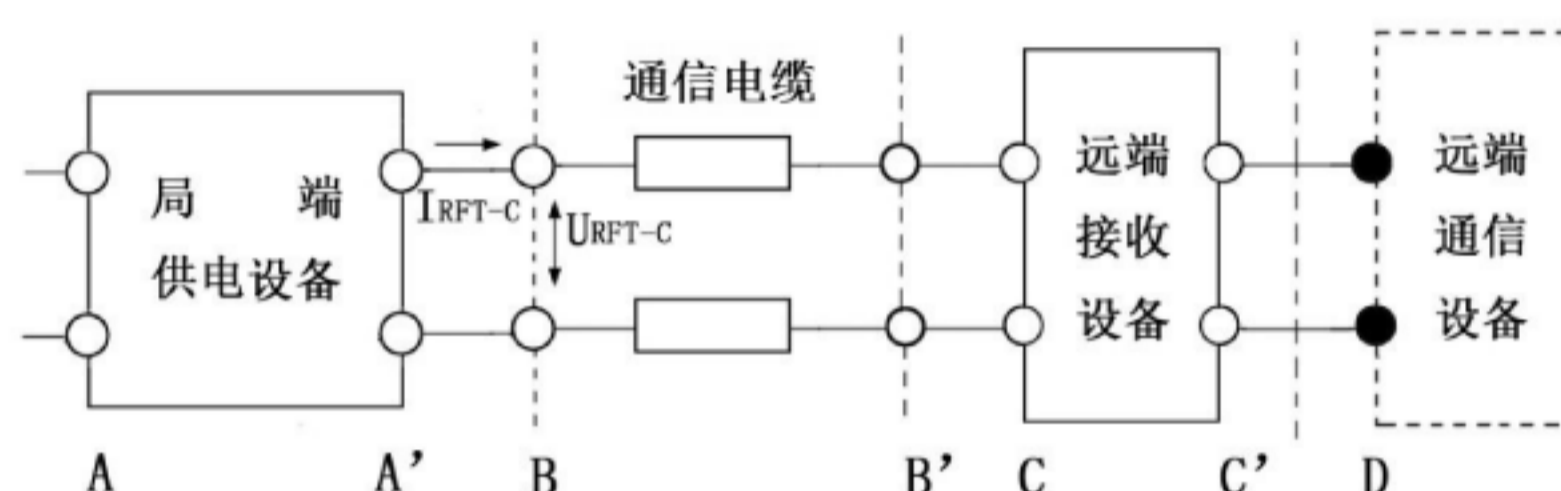 通信电缆
局 端
供电设备
IRFT-C
URFT-C
远端
接收
设备
远端
通信
设备
A A' B B' C C' D